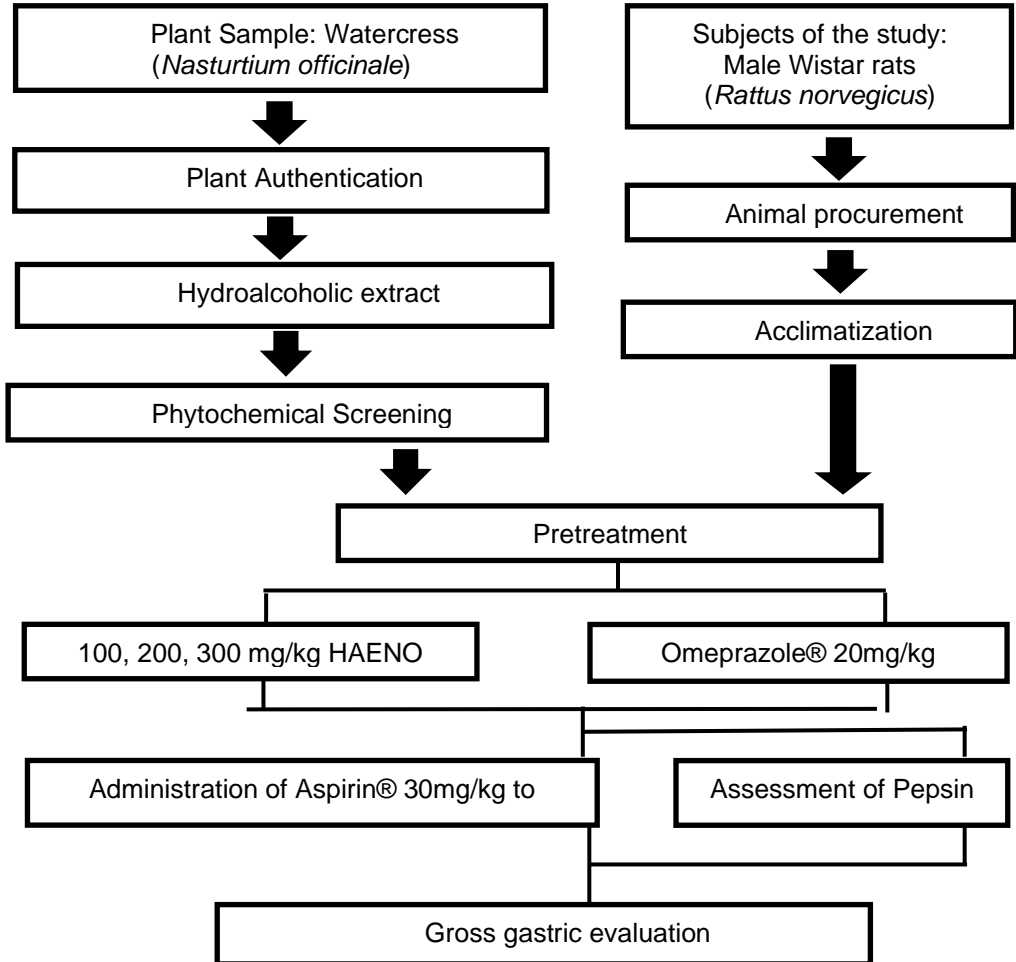 Plant Sample: Watercress
(Nasturtium officinale)
Subjects of the study:
Male Wistar rats
(Rattus norvegicus)
Plant Authentication
Animal procurement
Hydroalcoholic extract
Acclimatization
Phytochemical Screening
Pretreatment
100, 200, 300 mg/kg HAENO
Omeprazole® 20mg/kg
Administration of Aspirin® 30mg/kg to
Assessment of Pepsin
Gross gastric evaluation